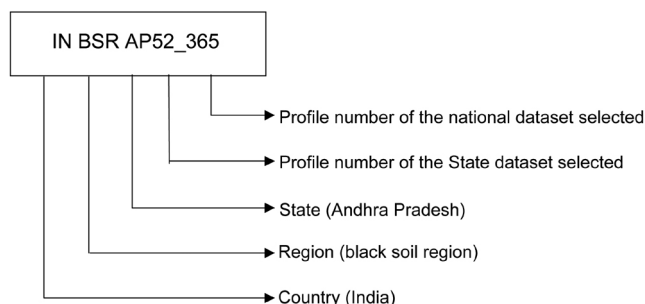 IN BSR AP52_365
Profile number of the national dataset selected
Profile number of the State dataset selected
State (Andhra Pradesh)
Region (black soil region)
Country (India)